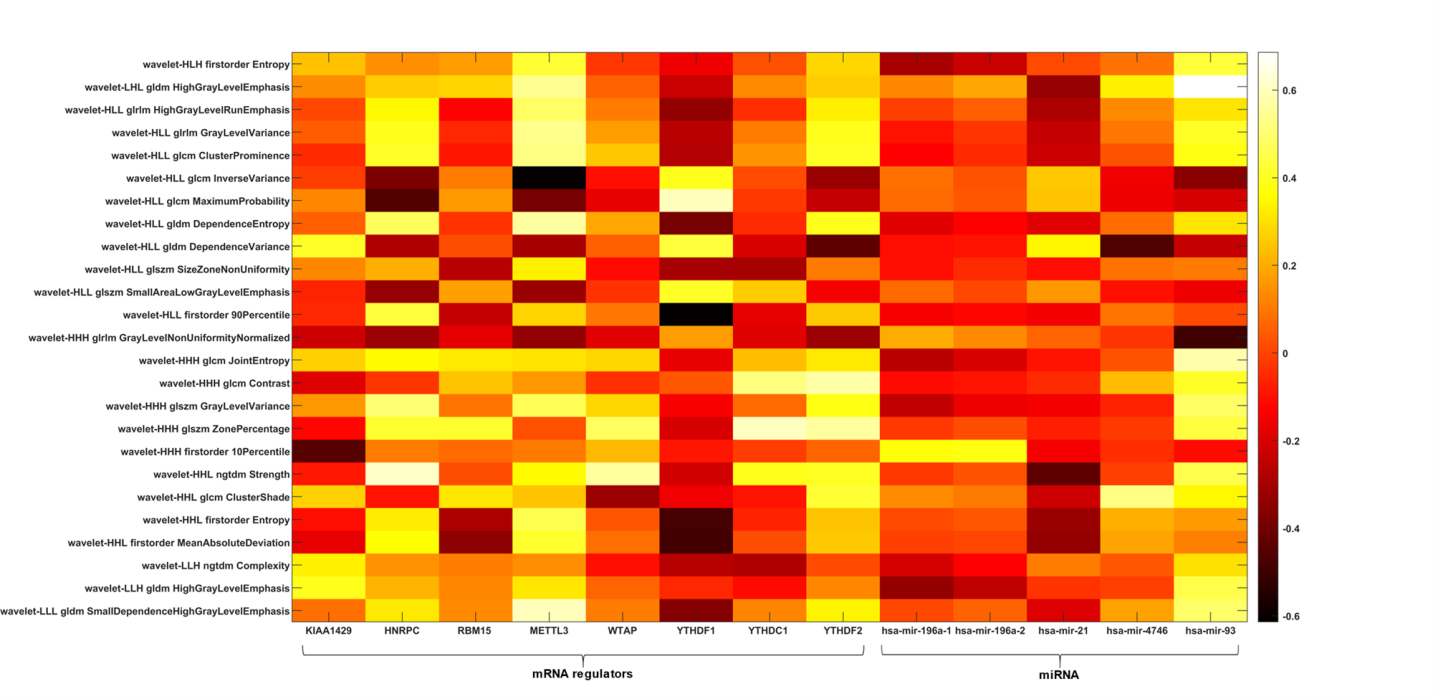 wavelet-HLH firstorder Entropy
wavelet-LHL gldm HighGrayLevelEmphasis
wavelet-HLL glrlm HighGrayLevelRunEmphasis
wavelet-HLL glrlm GrayLevelVariance
wavelet-HLL glcm ClusterProminence
wavelet-HLL glcm InverseVariance
wavelet-HLL glcm MaximumProbability
wavelet-HLL gldm DependenceEntropy
wavelet-HLL gldm DependenceVariance
wavelet-HLL glszm SizeZoneNonUniformity
wavelet-HLL glszm SmallAreaLowGrayLevelEmphasis
wavelet-HLL firstorder 90Percentile
wavelet-HHH glrlm GrayLevelNonUniformityNormalized
wavelet-HHH glcm JointEntropy
wavelet-HHH glcm Contrast
wavelet-HHH glszm GrayLevelVariance
wavelet-HHH glszm ZonePercentage
wavelet-HHH firstorder 10Percentile
wavelet-HHL ngtdm Strength
wavelet-HHL glcm ClusterShade
wavelet-HHL firstorder Entropy
wavelet-HHL firstorder MeanAbsoluteDeviation
wavelet-LLH ngtdm Complexity
wavelet-LLH gldm HighGrayLevelEmphasis
wavelet-LLL gldm SmallDependenceHighGrayLevelEmphasis
KIAA1429 HNRPC RBM15 METTL3 WTAP YTHDF1 YTHDC1 YTHDF2 hsa-mir-196a-1 hsa-mir-196a-2 hsa-mir-21 hsa-mir-4746 hsa-mir-93
mRNA regulators miRNA
0.6
0.4
0.2
0
-0.2
-0.4
-0.6